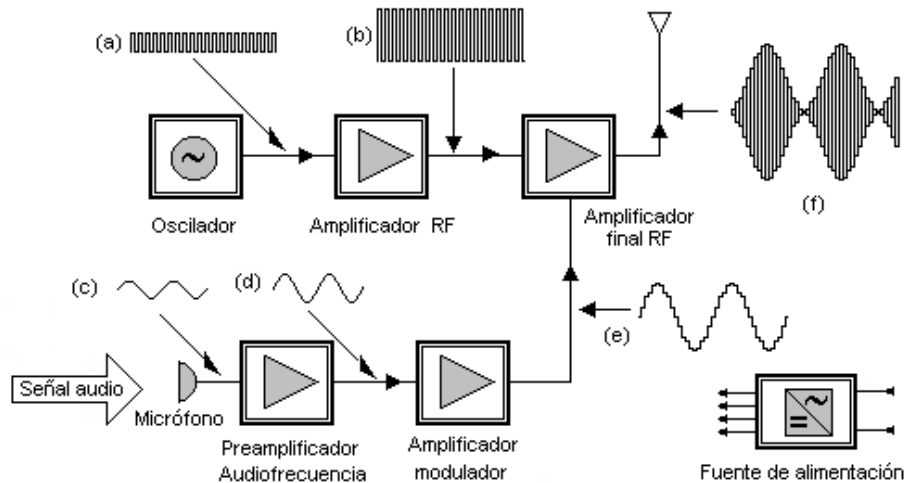 (a)
(b)
Oscilador
Amplificador RF
Amplificador
final RF
(f)
(c)
(d)
(e)
Señal audio
Micrófono
Preamplificador
Audiofrecuencia
Amplificador
modulador
Fuente de alimentación